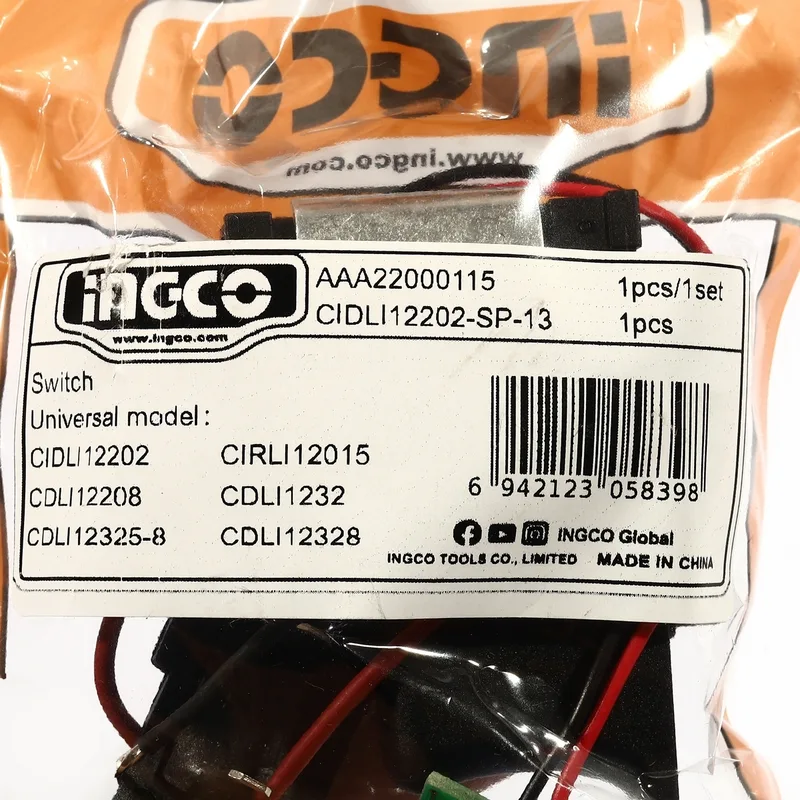 INGCO
www.ingco.com
INGCO
www.ingco.com
AAA22000115 1pcs/1set
CIDLI12202-SP-13 1pcs
Switch
Universal model:
CIDLI12202 CIRLI12015
CDLI12208 CDLI1232
CDLI12325-8 CDLI12328
6 942123 058398
INGCO Global
INGCO TOOLS CO., LIMITED MADE IN CHINA